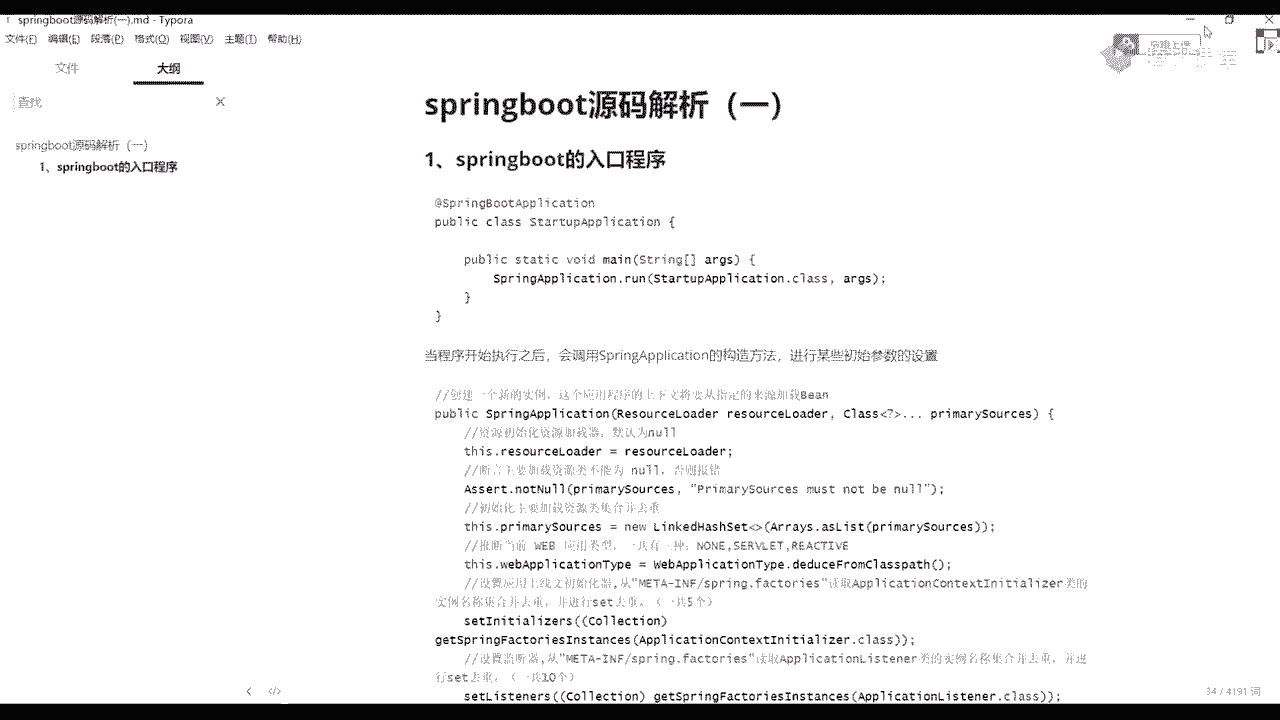 springboot源码解析(一).md - Typora
文件(F) 编辑(E) 段落(P) 格式(O) 视图(V) 主题(T) 帮助(H)
文件 大纲
查找
springboot源码解析（一）
1、springboot的入口程序
springboot源码解析（一）
1、springboot的入口程序
@SpringBootApplication
public class StartupApplication {
public static void main(String[] args) {
SpringApplication.run(StartupApplication.class, args);
}
}
当程序开始执行之后，会调用SpringApplication的构造方法，进行某些初始参数的设置
//创建一个新的实例，这个应用程序的上下文将要从指定的来源加载Bean
public SpringApplication(ResourceLoader resourceLoader, Class<?>... primarySources) {
//资源初始化资源加载器，默认为null
this.resourceLoader = resourceLoader;
//断言主要加载资源类不能为 null，否则报错
Assert.notNull(primarySources, "PrimarySources must not be null");
//初始化主要加载资源类集合并去重
this.primarySources = new LinkedHashSet<>(Arrays.asList(primarySources));
//推断当前 WEB 应用类型，一共有三种：NONE,SERVLET,REACTIVE
this.webApplicationType = WebApplicationType.deduceFromClasspath();
//设置应用上线文初始化器,从"META-INF/spring.factories"读取ApplicationContextInitializer类的
实例名称集合并去重，并进行set去重。（一共5个）
setInitializers((Collection)
getSpringFactoriesInstances(ApplicationContextInitializer.class));
//设置监听器,从"META-INF/spring.factories"读取ApplicationListener类的实例名称集合并去重，并进
行set去重。（一共10个）
setListeners((Collection) getSpringFactoriesInstances(ApplicationListener.class));
34 / 4191 词